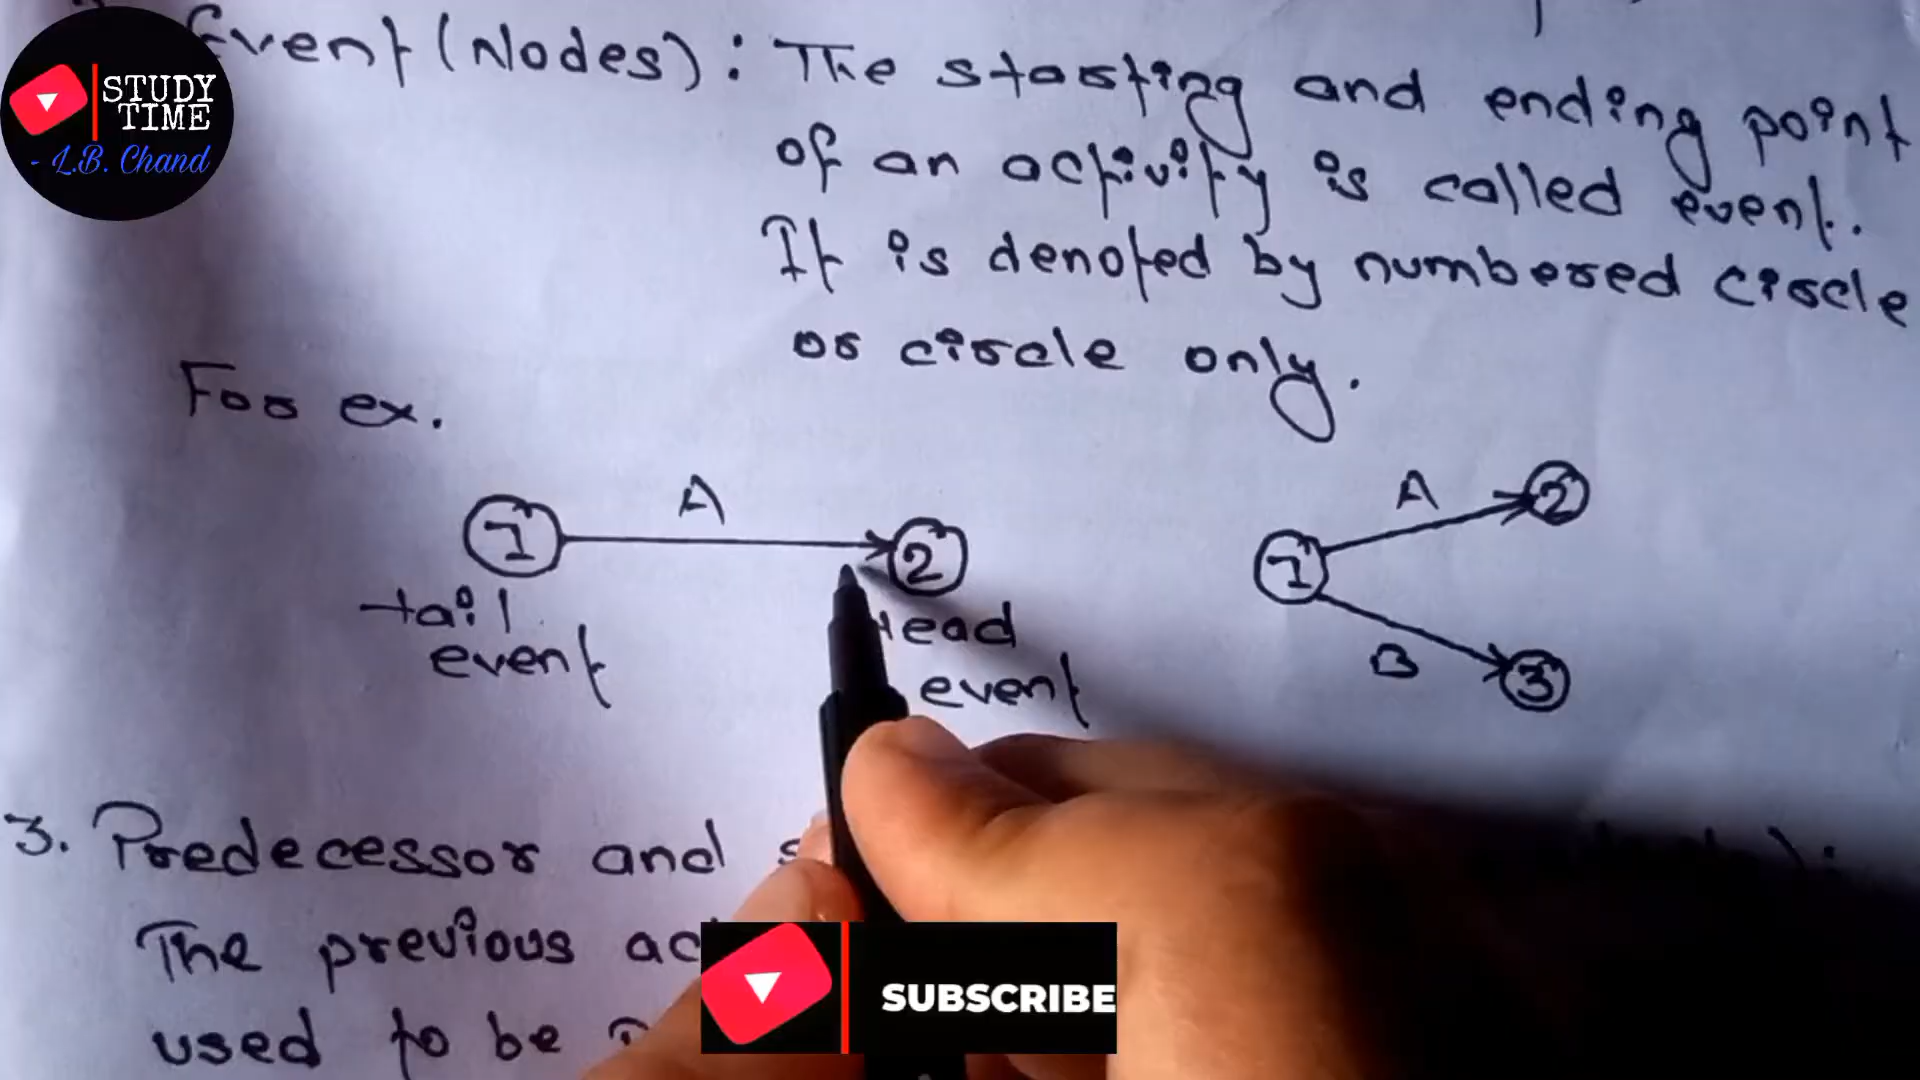 STUDY
TIME
- L.B. Chand
Event (Nodes) : The starting and ending point
of an activity is called event.
It is denoted by numbered circle
or circle only.
For ex.
1 A 2
tail
event
head
event
1 A 2
B 3
3. Predecessor and
The previous
used to be
SUBSCRIBE